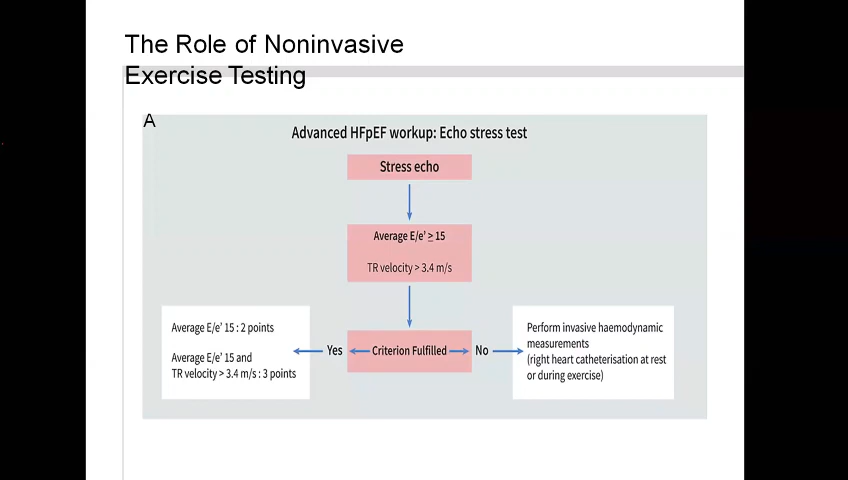 The Role of Noninvasive
Exercise Testing
A
Advanced HFpEF workup: Echo stress test
Stress echo
Average E/e' ≥ 15
TR velocity > 3.4 m/s
Criterion Fulfilled
Yes
No
Average E/e' 15 : 2 points
Average E/e' 15 and
TR velocity > 3.4 m/s : 3 points
Perform invasive haemodynamic
measurements
(right heart catheterisation at rest
or during exercise)